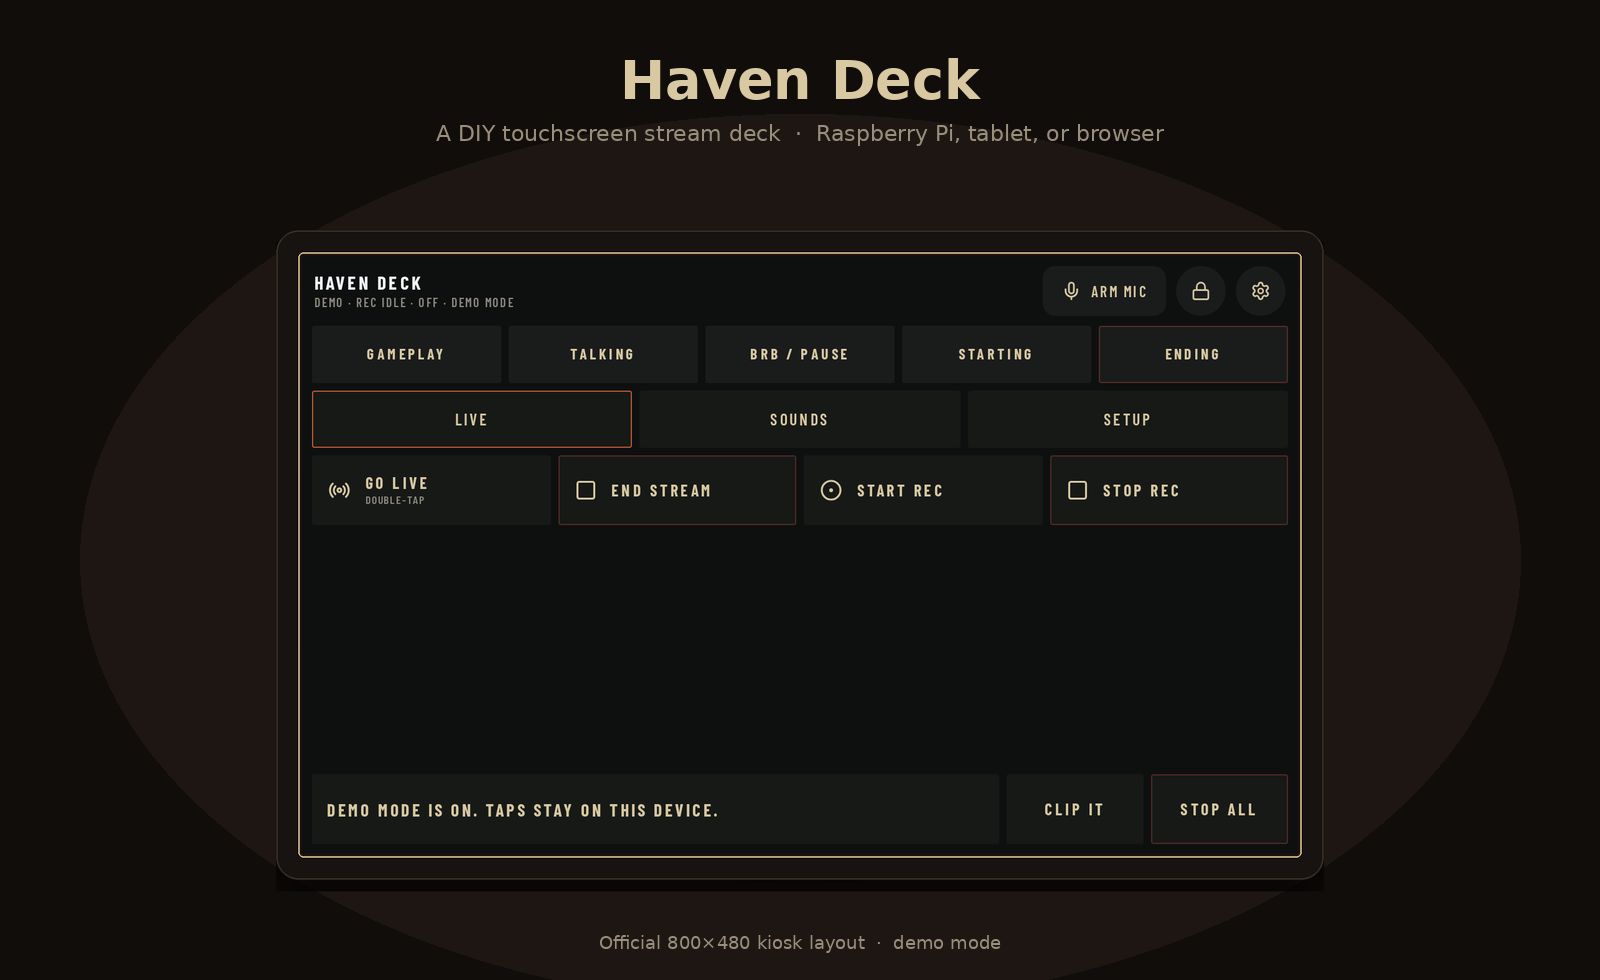 Haven Deck
A DIY touchscreen stream deck · Raspberry Pi, tablet, or browser
HAVEN DECK
DEMO · REC IDLE · OFF · DEMO MODE
ARM MIC
GAMEPLAY
TALKING
BRB / PAUSE
STARTING
ENDING
LIVE
SOUNDS
SETUP
GO LIVE
DOUBLE-TAP
END STREAM
START REC
STOP REC
DEMO MODE IS ON. TAPS STAY ON THIS DEVICE.
CLIP IT
STOP ALL
Official 800×480 kiosk layout · demo mode